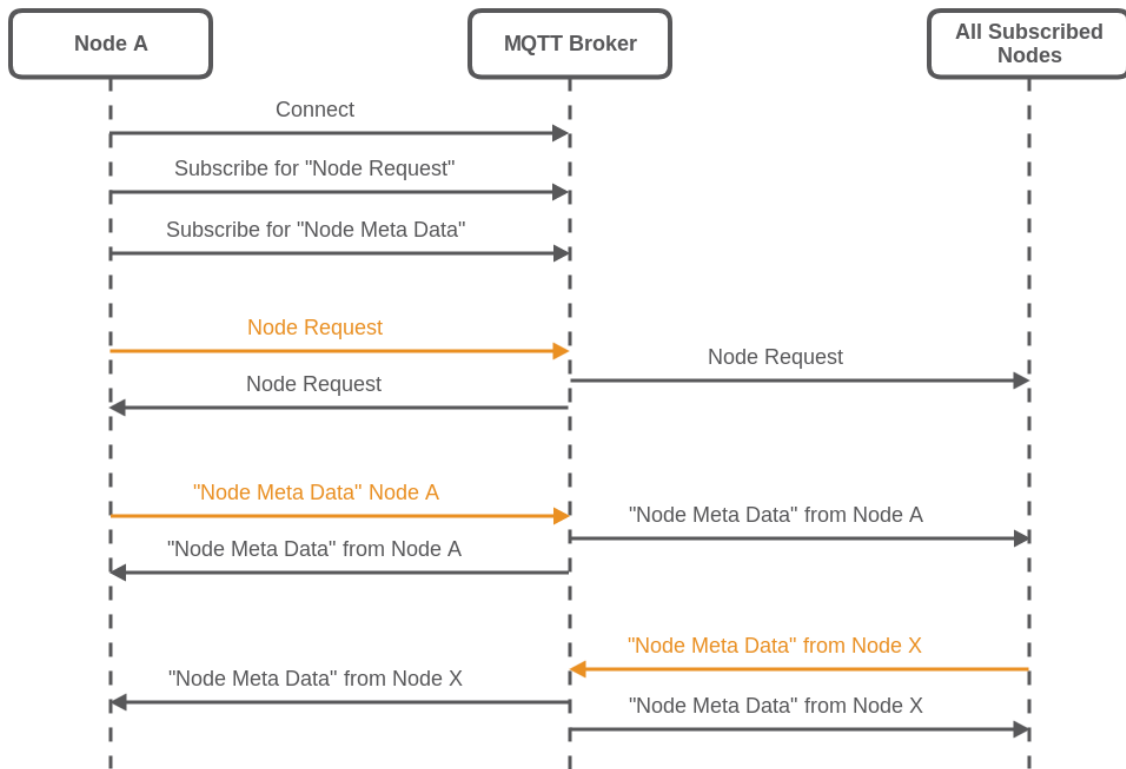 Node A
MQTT Broker
All Subscribed
Nodes
Connect
Subscribe for "Node Request"
Subscribe for "Node Meta Data"
Node Request
Node Request
Node Request
"Node Meta Data" Node A
"Node Meta Data" from Node A
"Node Meta Data" from Node A
"Node Meta Data" from Node X
"Node Meta Data" from Node X
"Node Meta Data" from Node X